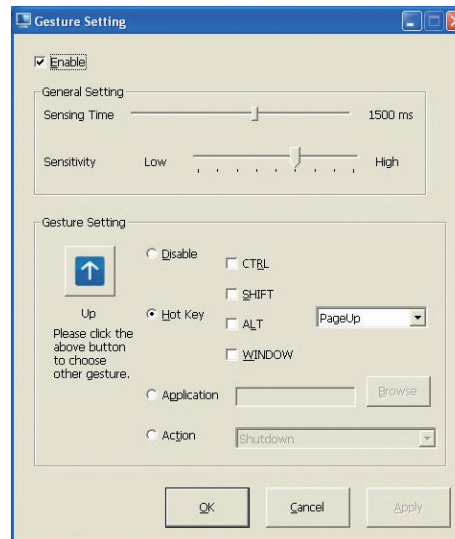 Gesture Setting
Enable
General Setting
Sensing Time 1500 ms
Sensitivity Low High
Gesture Setting
Disable
CTRL
SHIFT
Up
Hot Key
ALT
PageUp
Please click the
above button
to choose
other gesture.
WINDOW
Application
Browse
Action
Shutdown
OK Cancel Apply